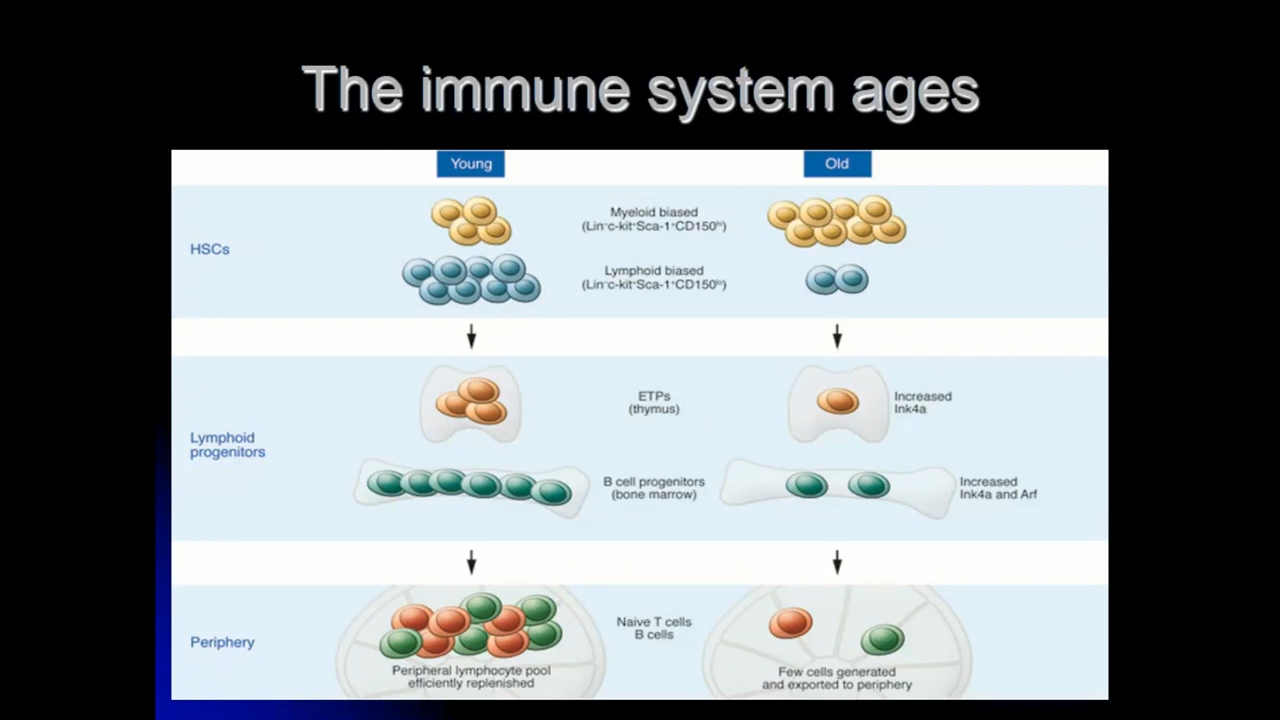 The immune system ages
Young
Old
HSCs
Myeloid biased
(Lin⁻c-kit⁺Sca-1⁺CD150ʰⁱ)
Lymphoid biased
(Lin⁻c-kit⁺Sca-1⁺CD150ˡᵒ)
Lymphoid
progenitors
ETPs
(thymus)
Increased
Ink4a
B cell progenitors
(bone marrow)
Increased
Ink4a and Arf
Periphery
Naive T cells
B cells
Peripheral lymphocyte pool
efficiently replenished
Few cells generated
and exported to periphery